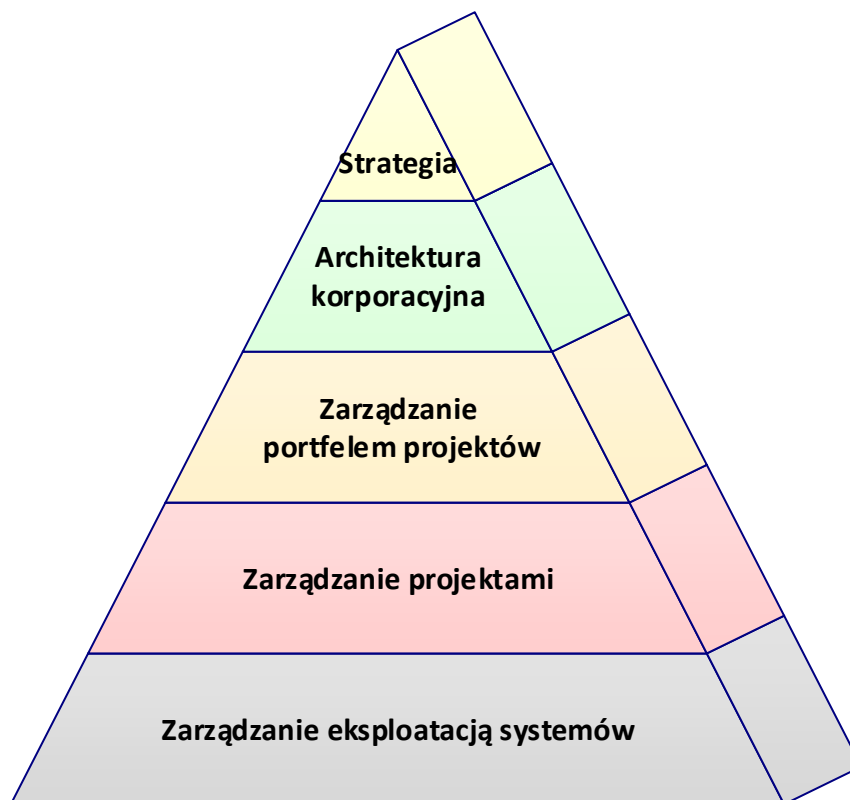 Strategia
Architektura
korporacyjna
Zarządzanie
portfelem projektów
Zarządzanie projektami
Zarządzanie eksploatacją systemów